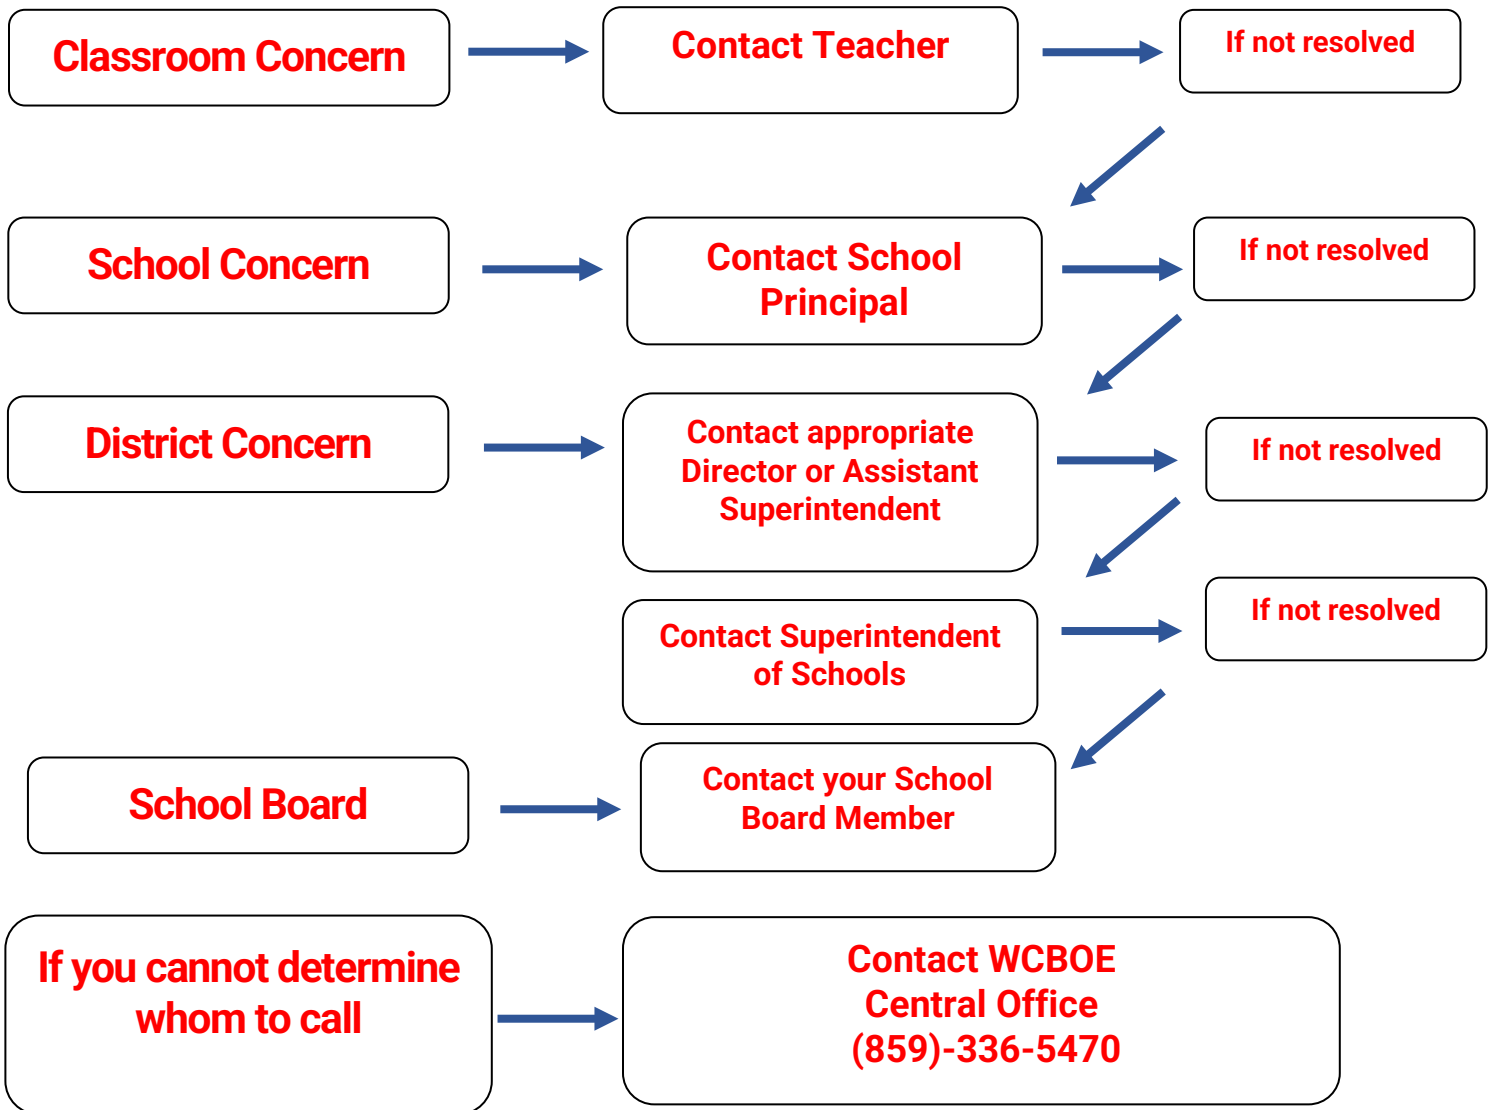 Classroom Concern
Contact Teacher
If not resolved
School Concern
Contact School
Principal
If not resolved
District Concern
Contact appropriate
Director or Assistant
Superintendent
If not resolved
Contact Superintendent
of Schools
If not resolved
School Board
Contact your School
Board Member
If you cannot determine
whom to call
Contact WCBOE
Central Office
(859)-336-5470